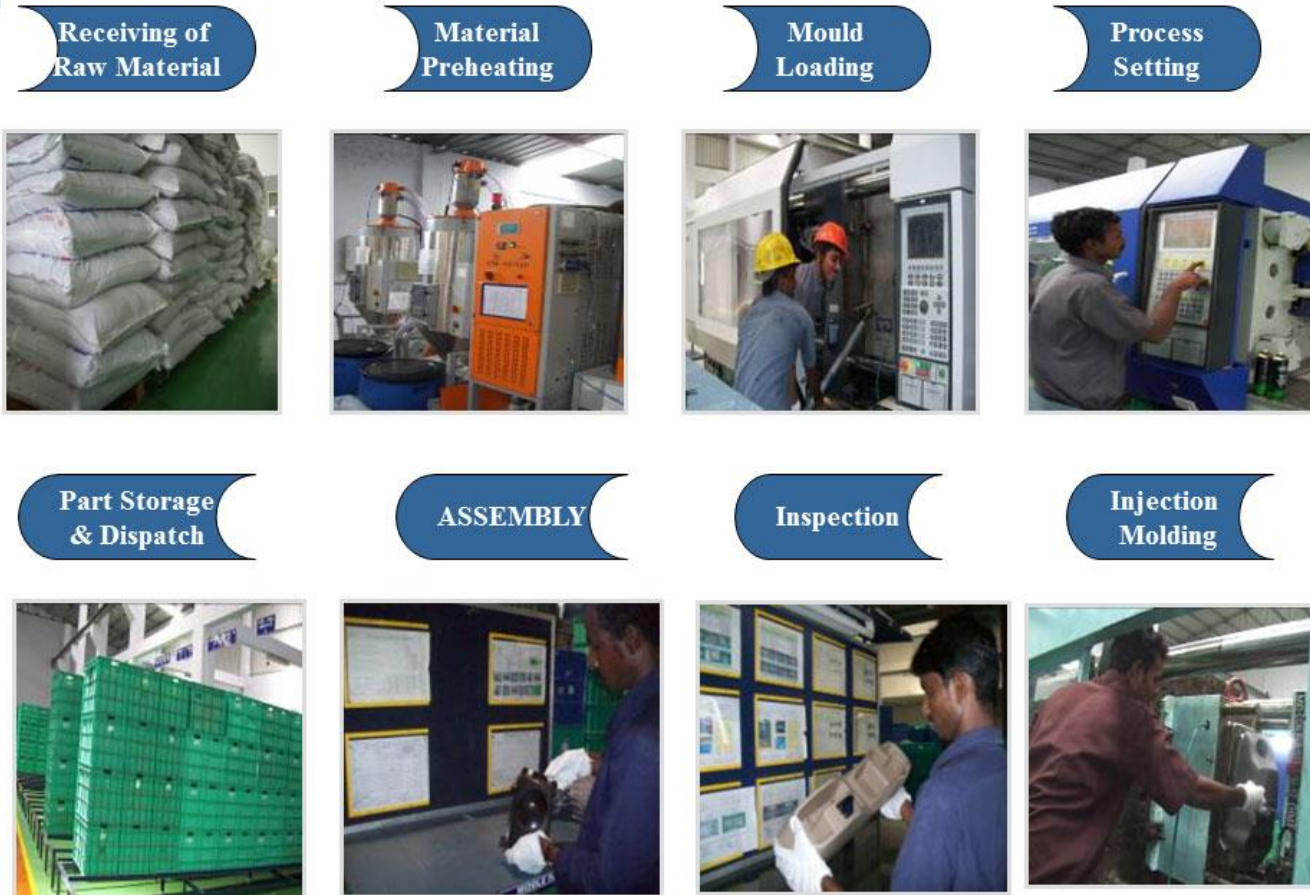 Receiving of
Raw Material
Material
Preheating
Mould
Loading
Process
Setting
Part Storage
& Dispatch
ASSEMBLY
Inspection
Injection
Molding